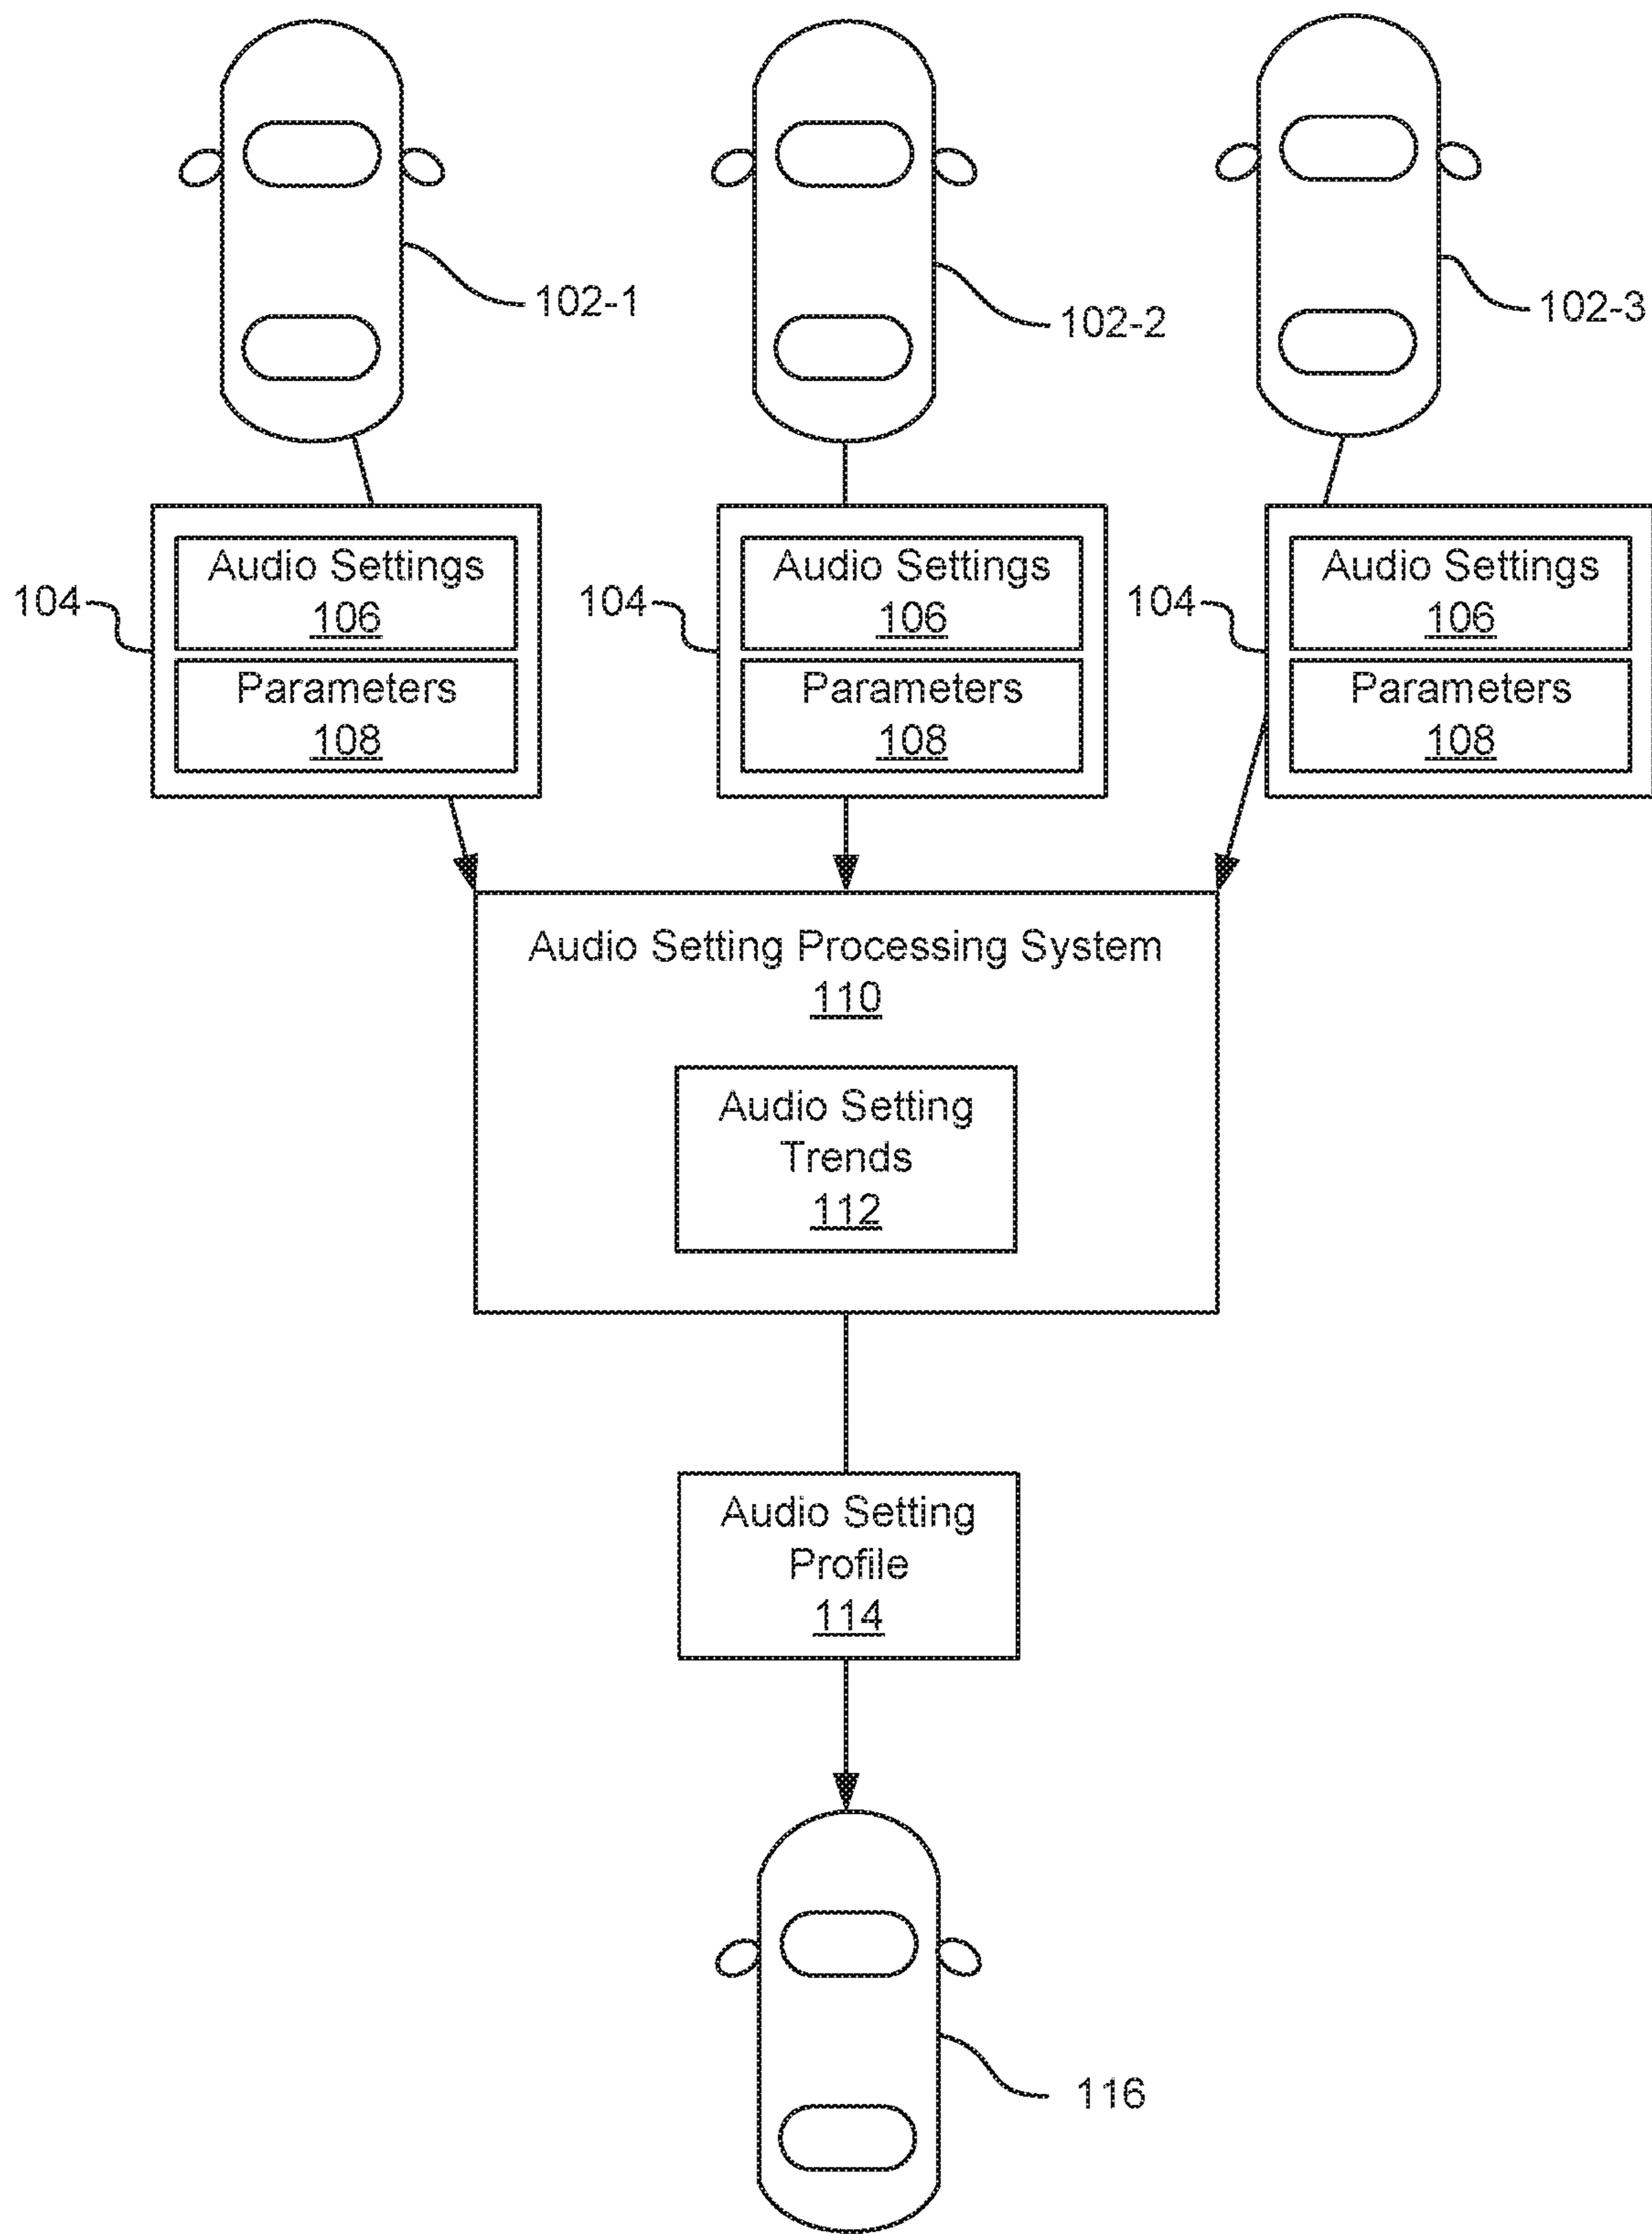 102-1
102-2
102-3
104
Audio Settings
106
Parameters
108
104
Audio Settings
106
Parameters
108
104
Audio Settings
106
Parameters
108
Audio Setting Processing System
110
Audio Setting
Trends
112
Audio Setting
Profile
114
116